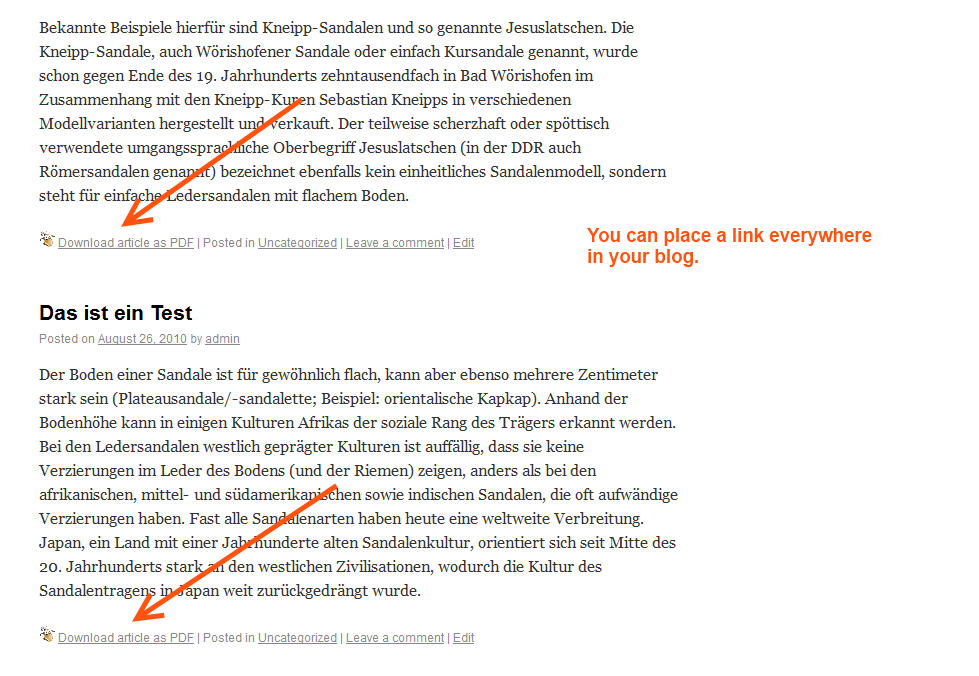 Bekannte Beispiele hierfür sind Kneipp-Sandalen und so genannte Jesuslatschen. Die
Kneipp-Sandale, auch Wörishofener Sandale oder einfach Kursandale genannt, wurde
schon gegen Ende des 19. Jahrhunderts zehntausendfach in Bad Wörishofen im
Zusammenhang mit den Kneipp-Kuren Sebastian Kneipps in verschiedenen
Modellvarianten hergestellt und verkauft. Der teilweise scherzhaft oder spöttisch
verwendete umgangssprachliche Oberbegriff Jesuslatschen (in der DDR auch
Römersandalen genannt) bezeichnet ebenfalls kein einheitliches Sandalenmodell, sondern
steht für einfache Ledersandalen mit flachem Boden.
Download article as PDF | Posted in Uncategorized | Leave a comment | Edit
You can place a link everywhere
in your blog.
Das ist ein Test
Posted on August 26, 2010 by admin
Der Boden einer Sandale ist für gewöhnlich flach, kann aber ebenso mehrere Zentimeter
stark sein (Plateausandale/-sandalette; Beispiel: orientalische Kapkap). Anhand der
Bodenhöhe kann in einigen Kulturen Afrikas der soziale Rang des Trägers erkannt werden.
Bei den Ledersandalen westlich geprägter Kulturen ist auffällig, dass sie keine
Verzierungen im Leder des Bodens (und der Riemen) zeigen, anders als bei den
afrikanischen, mittel- und südamerikanischen sowie indischen Sandalen, die oft aufwändige
Verzierungen haben. Fast alle Sandalenarten haben heute eine weltweite Verbreitung.
Japan, ein Land mit einer Jahrhunderte alten Sandalenkultur, orientiert sich seit Mitte des
20. Jahrhunderts stark an den westlichen Zivilisationen, wodurch die Kultur des
Sandalentragens in Japan weit zurückgedrängt wurde.
Download article as PDF | Posted in Uncategorized | Leave a comment | Edit